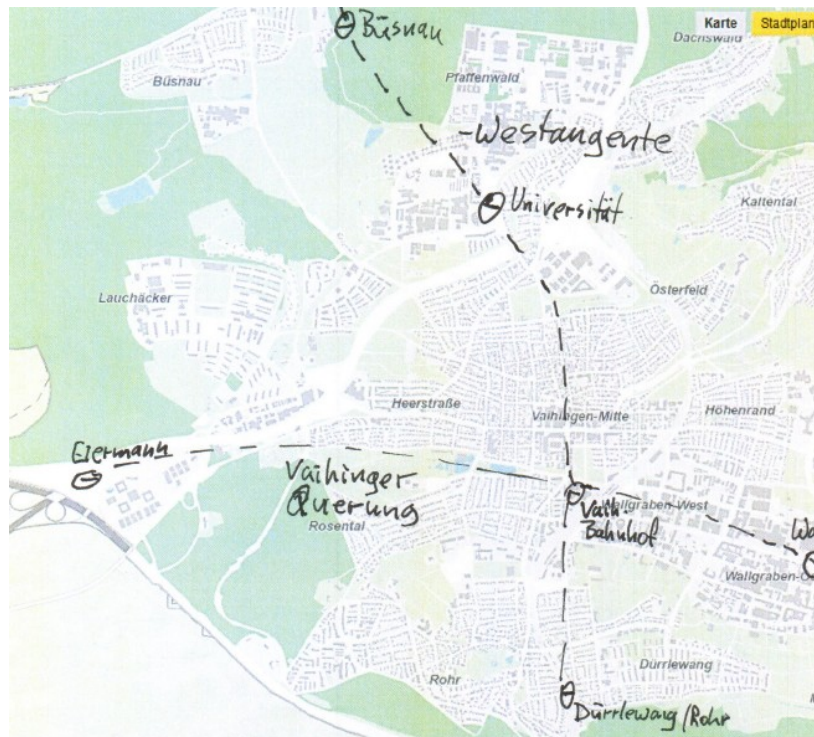 Büsnau
Karte
Stadtplan
Dachswald
Büsnau
Pfaffenwald
-Westangente
Kaltental
Universität
Lauchäcker
Österfeld
Heerstraße
Vaihingen-Mitte
Höhenrand
Eiermann
Vaihinger
Querung
Rosental
Wallgraben-West
Vaih.
Bahnhof
Wa
Wallgraben-O
Rohr
Dürrlewang
Dürrlewang/Rohr